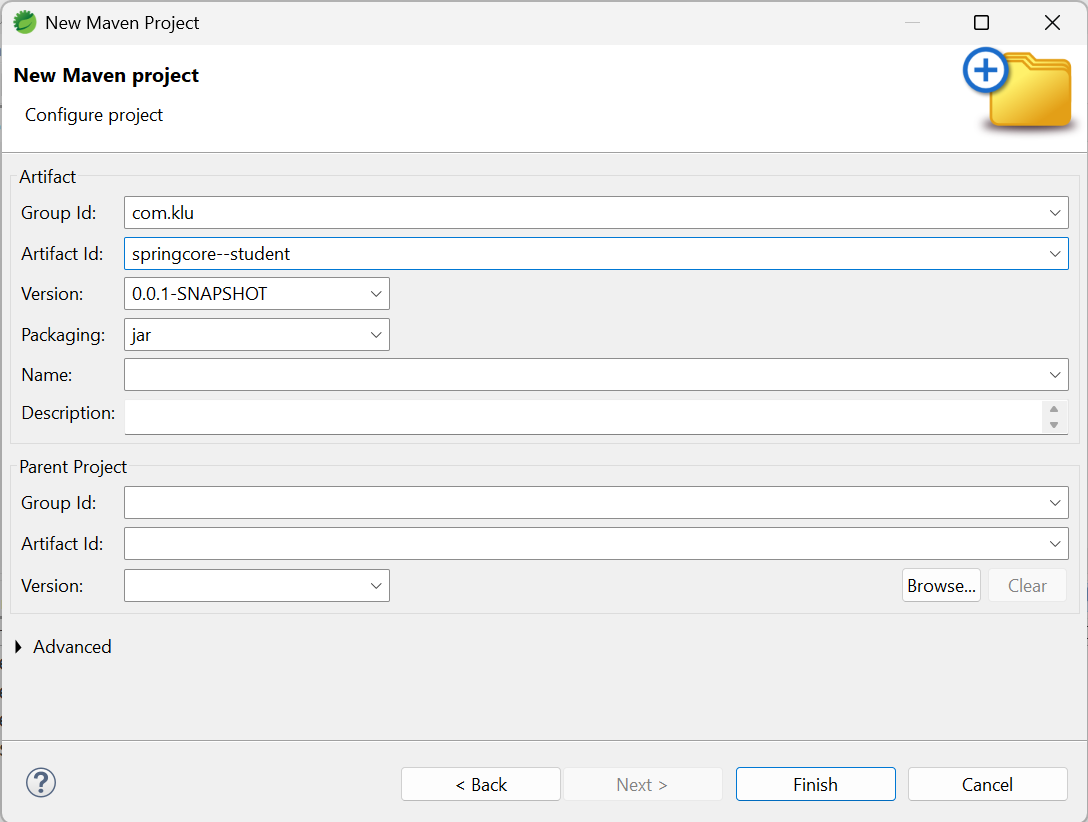 New Maven Project
New Maven project
Configure project
Artifact
Group Id: com.klu
Artifact Id: springcore--student
Version: 0.0.1-SNAPSHOT
Packaging: jar
Name:
Description:
Parent Project
Group Id:
Artifact Id:
Version: Browse... Clear
Advanced
? < Back Next > Finish Cancel